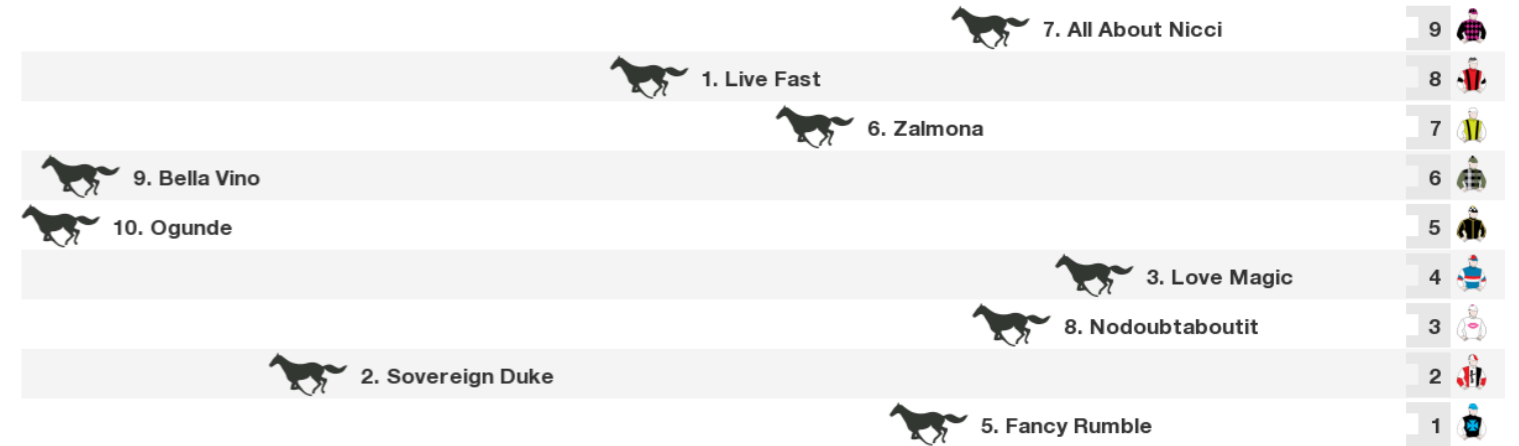 7. All About Nicci 9
1. Live Fast 8
6. Zalmona 7
9. Bella Vino 6
10. Ogunde 5
3. Love Magic 4
8. Nodoubtaboutit 3
2. Sovereign Duke 2
5. Fancy Rumble 1